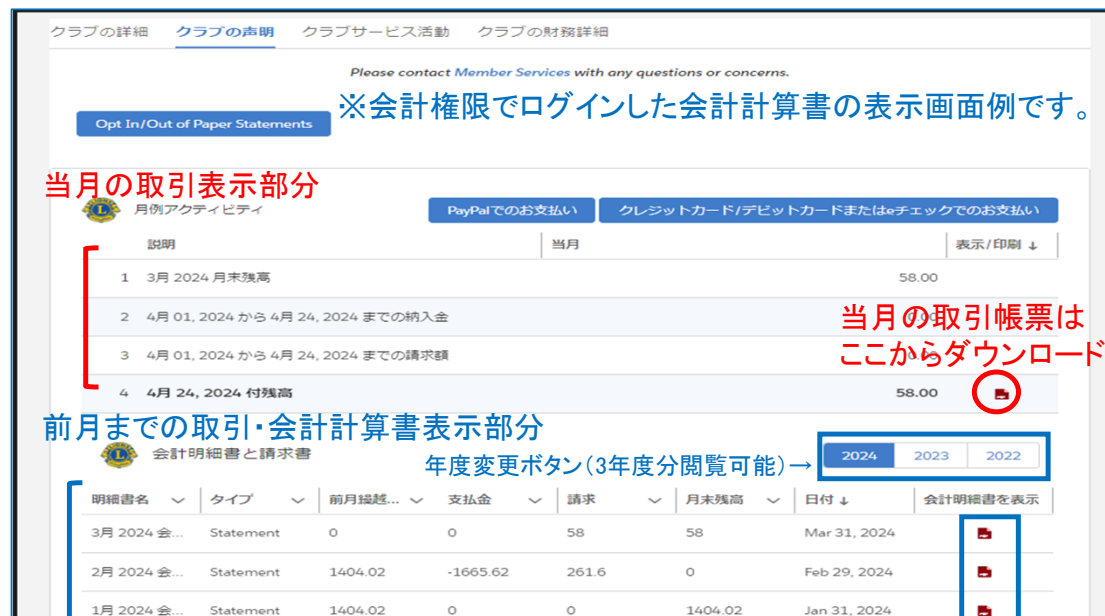 クラブの詳細 クラブの声明 クラブサービス活動 クラブの財務詳細
Please contact Member Services with any questions or concerns.
※会計権限でログインした会計計算書の表示画面例です。
Opt In/Out of Paper Statements
当月の取引表示部分
月例アクティビティ PayPalでのお支払い クレジットカード/デビットカードまたはeチェックでのお支払い
説明 当月 表示/印刷 ↓
1 3月 2024 月末残高 58.00
2 4月 01, 2024 から 4月 24, 2024 までの納入金
当月の取引帳票は
3 4月 01, 2024 から 4月 24, 2024 までの請求額
ここからダウンロード
4 4月 24, 2024 付残高 58.00
前月までの取引・会計計算書表示部分
会計明細書と請求書 2024 2023 2022
年度変更ボタン(3年度分閲覧可能)→
明細書名 タイプ 前月繰越... 支払金 請求 月末残高 日付 ↓ 会計明細書を表示
3月 2024 会... Statement 0 0 58 58 Mar 31, 2024
2月 2024 会... Statement 1404.02 -1665.62 261.6 0 Feb 29, 2024
1月 2024 会... Statement 1404.02 0 0 1404.02 Jan 31, 2024